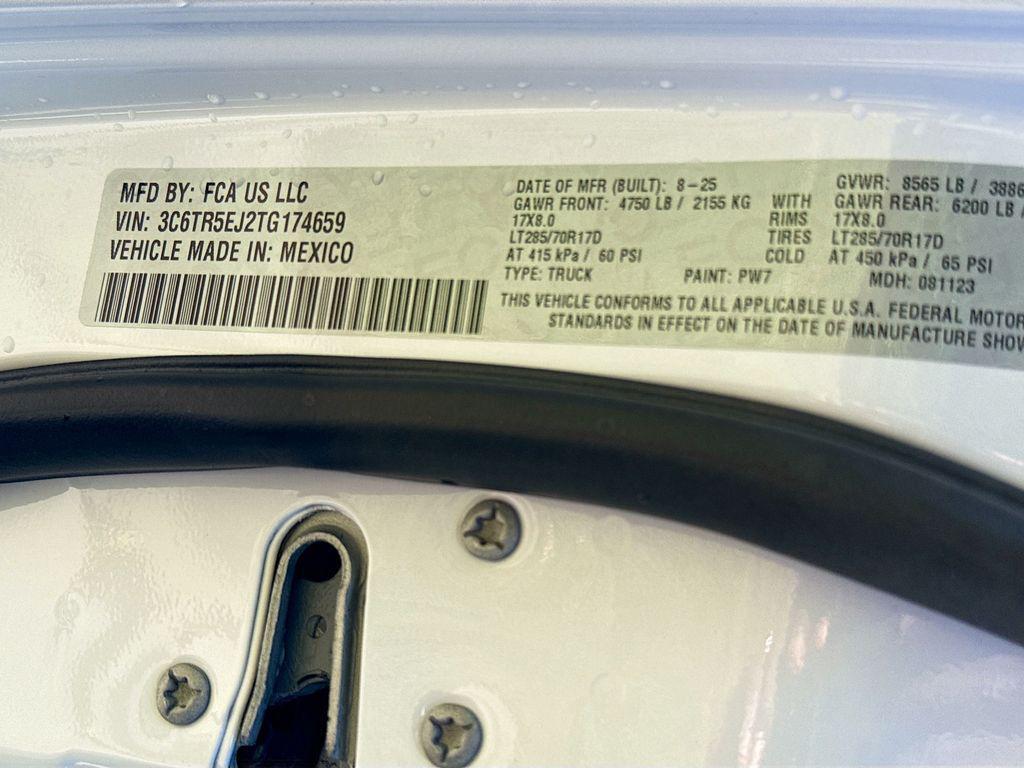 MFD BY: FCA US LLC
VIN: 3C6TR5EJ2TG174659
VEHICLE MADE IN: MEXICO
DATE OF MFR (BUILT): 8-25 GVWR: 8565 LB / 3886
GAWR FRONT: 4750 LB / 2155 KG WITH GAWR REAR: 6200 LB /
17X8.0 RIMS 17X8.0
LT285/70R17D TIRES LT285/70R17D
AT 415 kPa / 60 PSI COLD AT 450 kPa / 65 PSI
TYPE: TRUCK PAINT: PW7 MDH: 081123
THIS VEHICLE CONFORMS TO ALL APPLICABLE U.S.A. FEDERAL MOTOR
STANDARDS IN EFFECT ON THE DATE OF MANUFACTURE SHOW